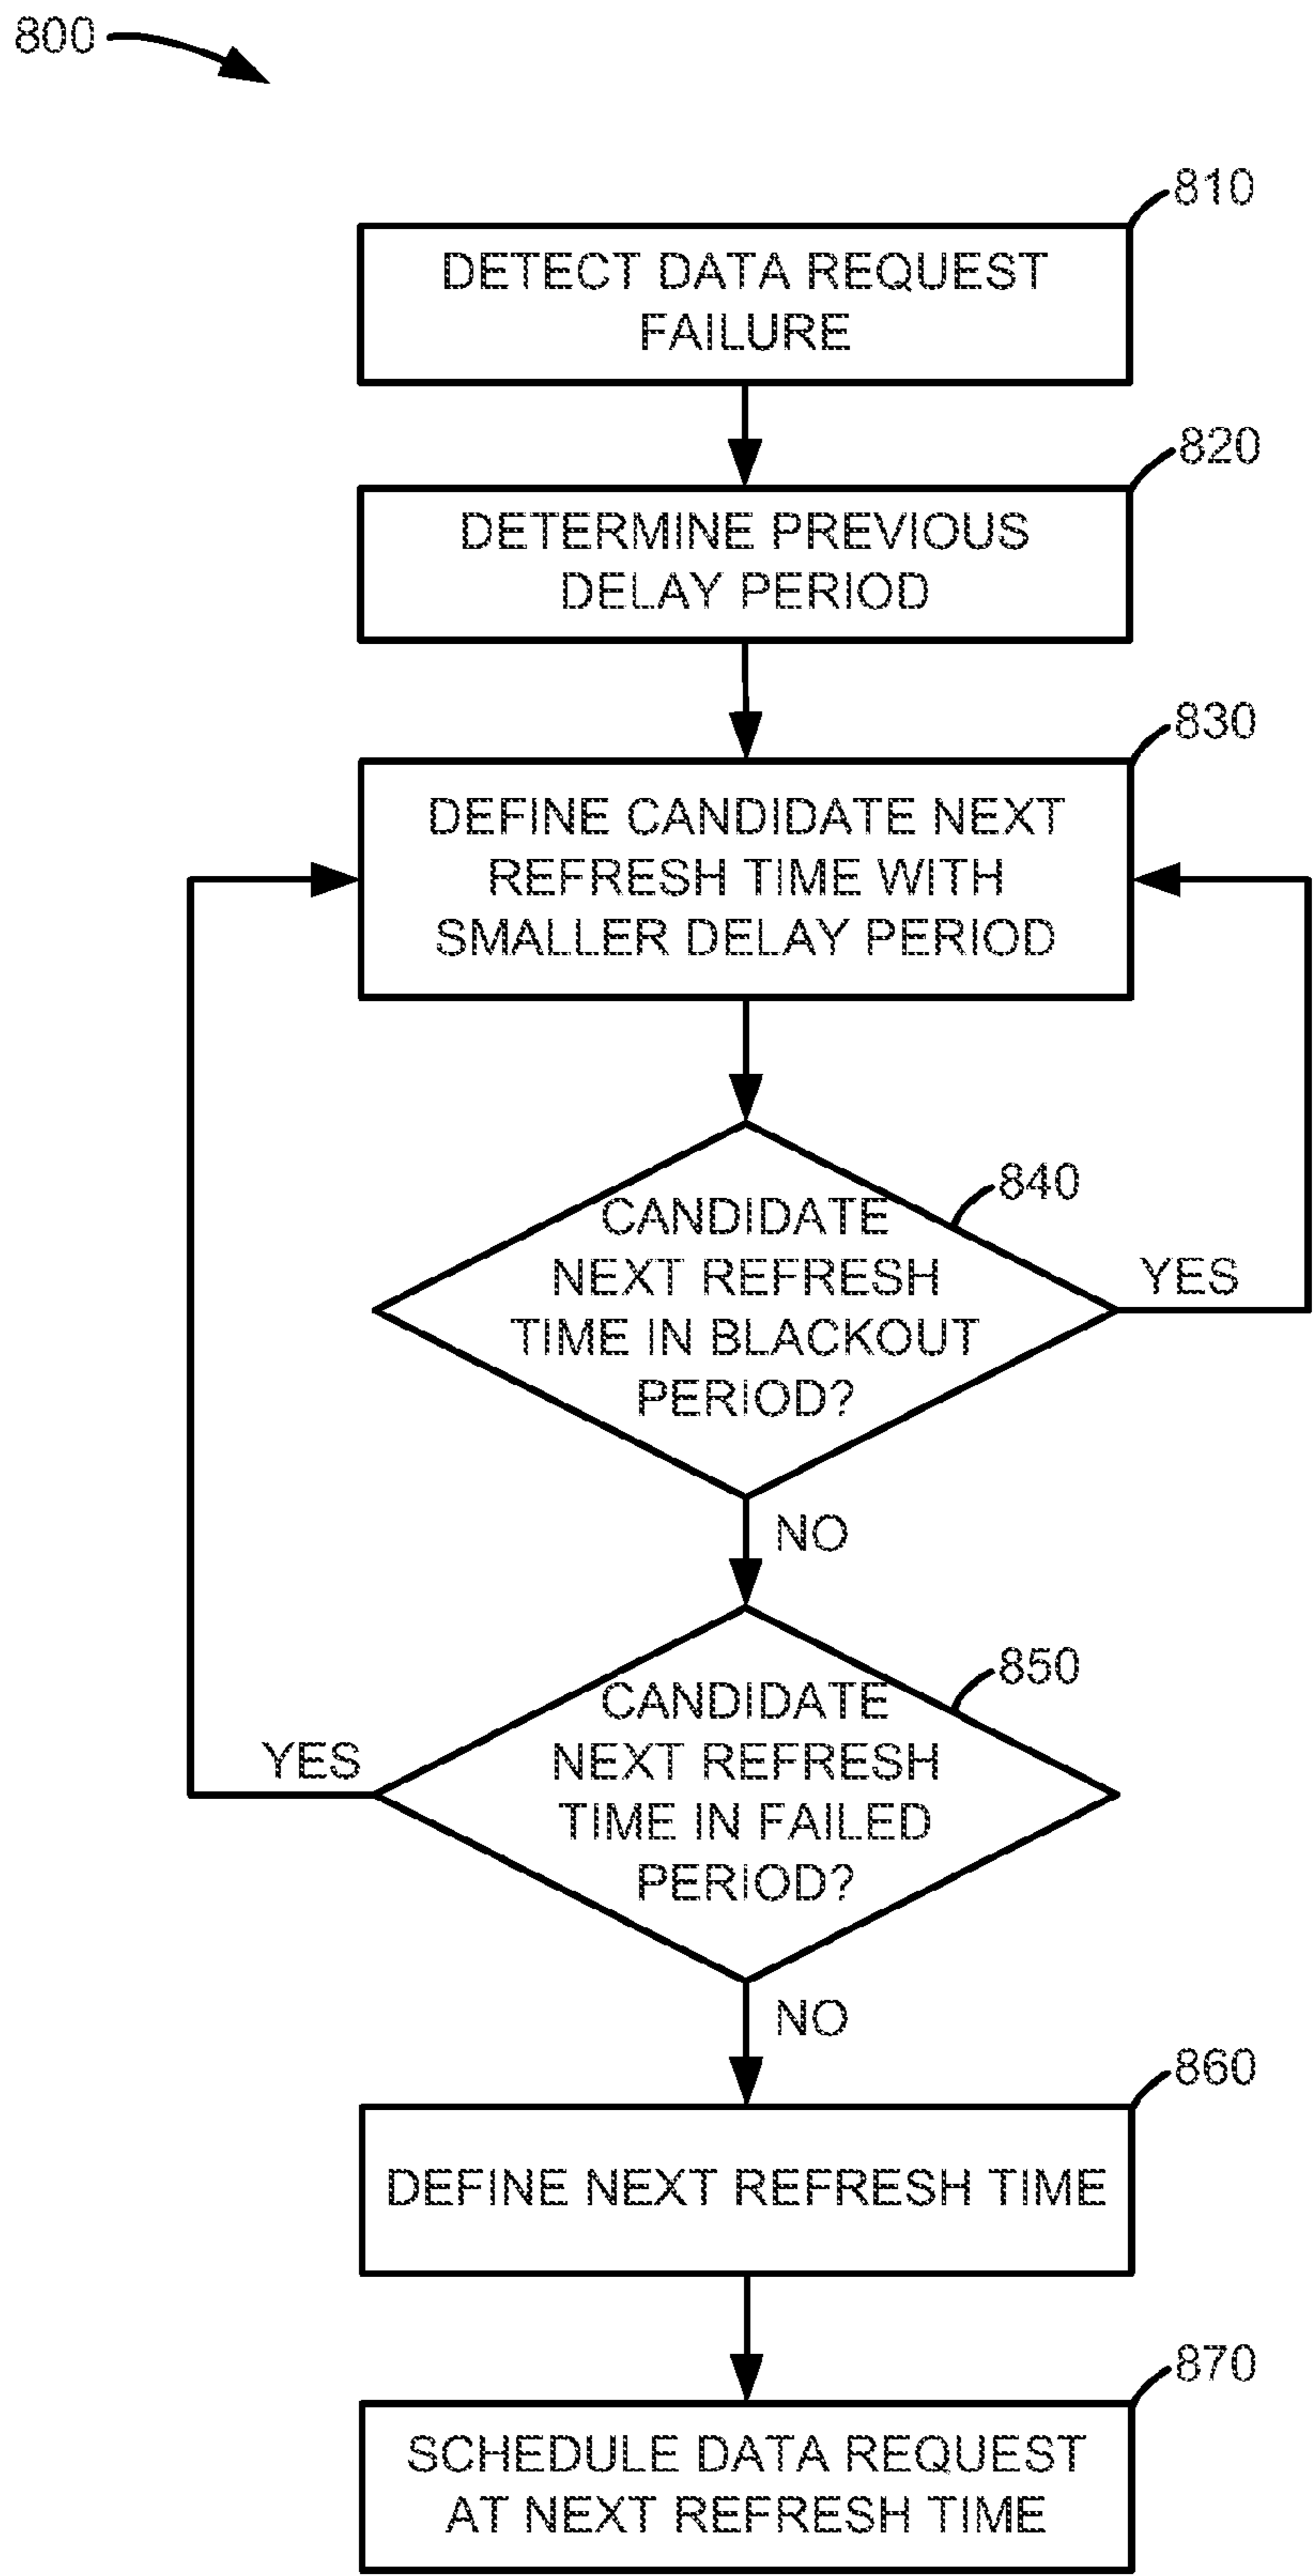 800
810
DETECT DATA REQUEST
FAILURE
820
DETERMINE PREVIOUS
DELAY PERIOD
830
DEFINE CANDIDATE NEXT
REFRESH TIME WITH
SMALLER DELAY PERIOD
840
CANDIDATE
NEXT REFRESH
TIME IN BLACKOUT
PERIOD?
YES
NO
850
CANDIDATE
NEXT REFRESH
TIME IN FAILED
PERIOD?
YES
NO
860
DEFINE NEXT REFRESH TIME
870
SCHEDULE DATA REQUEST
AT NEXT REFRESH TIME